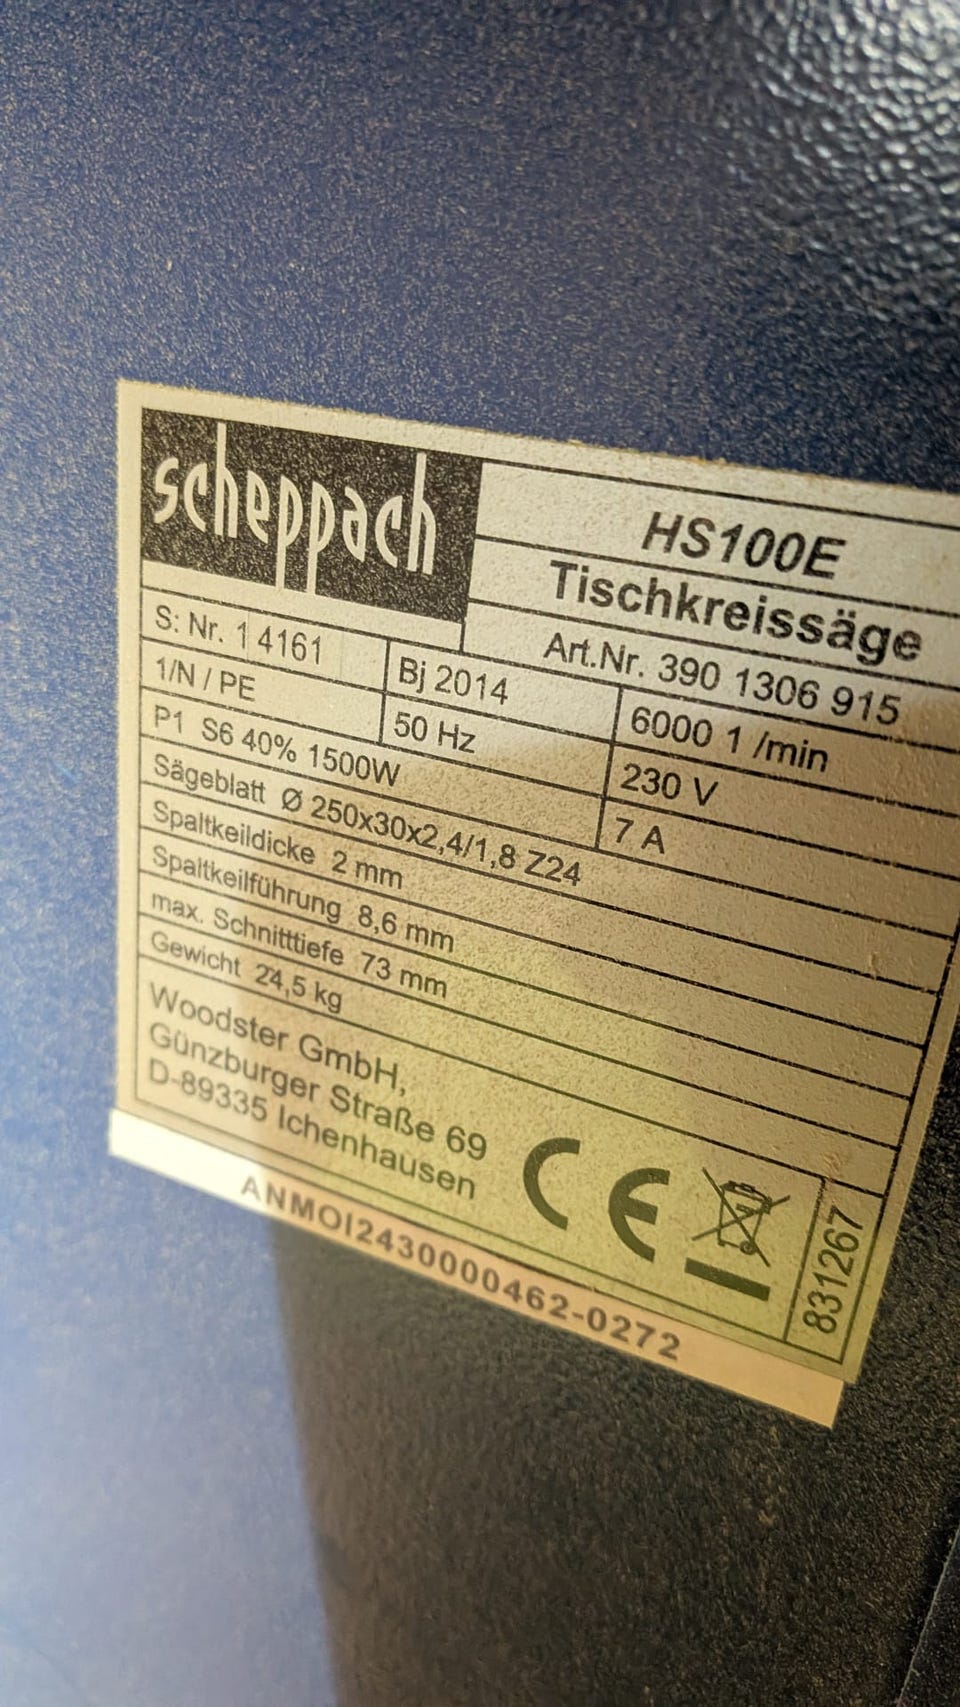 scheppach
HS100E
Tischkreissäge
Art.Nr. 390 1306 915
S: Nr. 1 4161
Bj 2014
6000 1 /min
1/N / PE
50 Hz
230 V
P1 S6 40% 1500W
7 A
Sägeblatt Ø 250x30x2,4/1,8 Z24
Spaltkeildicke 2 mm
Spaltkeilführung 8,6 mm
max. Schnitttiefe 73 mm
Gewicht 24,5 kg
Woodster GmbH,
Günzburger Straße 69
D-89335 Ichenhausen
CE
831267
ANMOI2430000462-0272